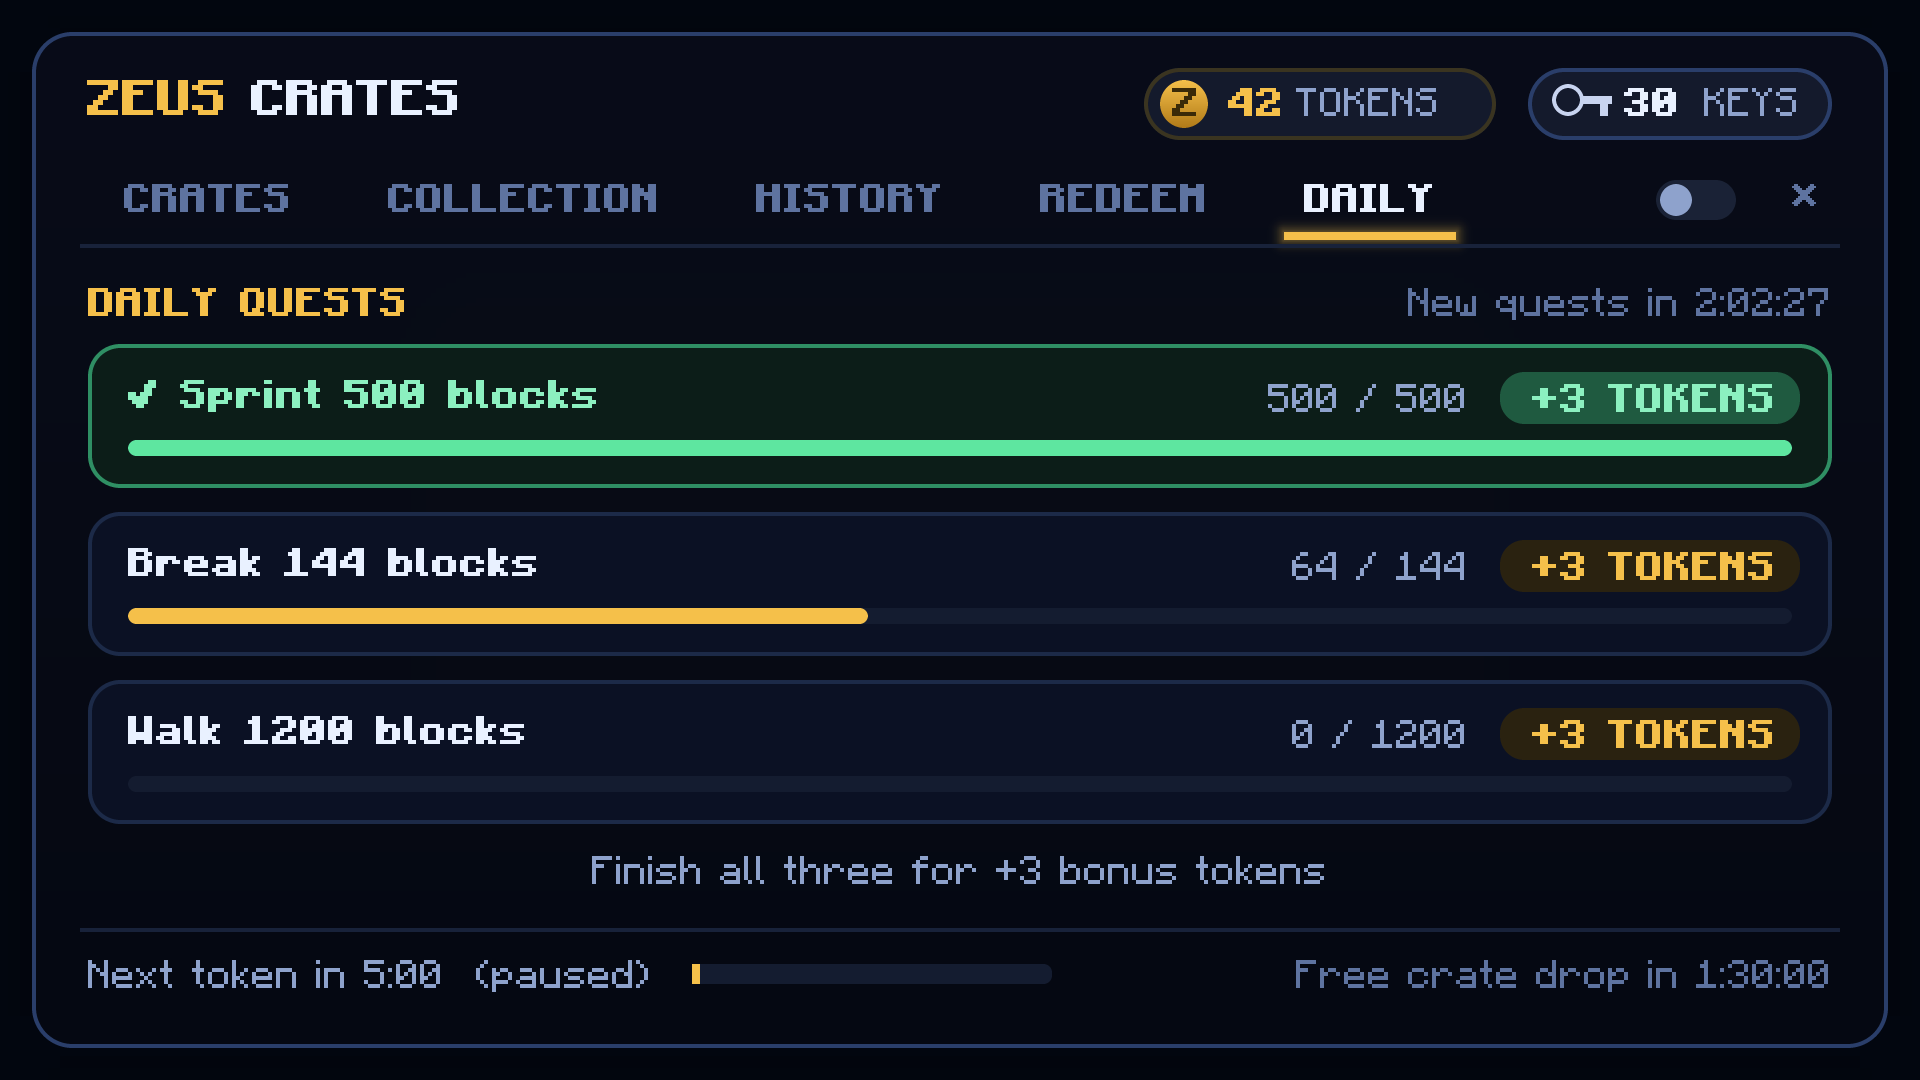 ZEUS CRATES
Z 42 TOKENS
30 KEYS
CRATES COLLECTION HISTORY REDEEM DAILY ×
DAILY QUESTS
New quests in 2:02:27
✓ Sprint 500 blocks 500 / 500 +3 TOKENS
Break 144 blocks 64 / 144 +3 TOKENS
Walk 1200 blocks 0 / 1200 +3 TOKENS
Finish all three for +3 bonus tokens
Next token in 5:00 (paused)
Free crate drop in 1:30:00